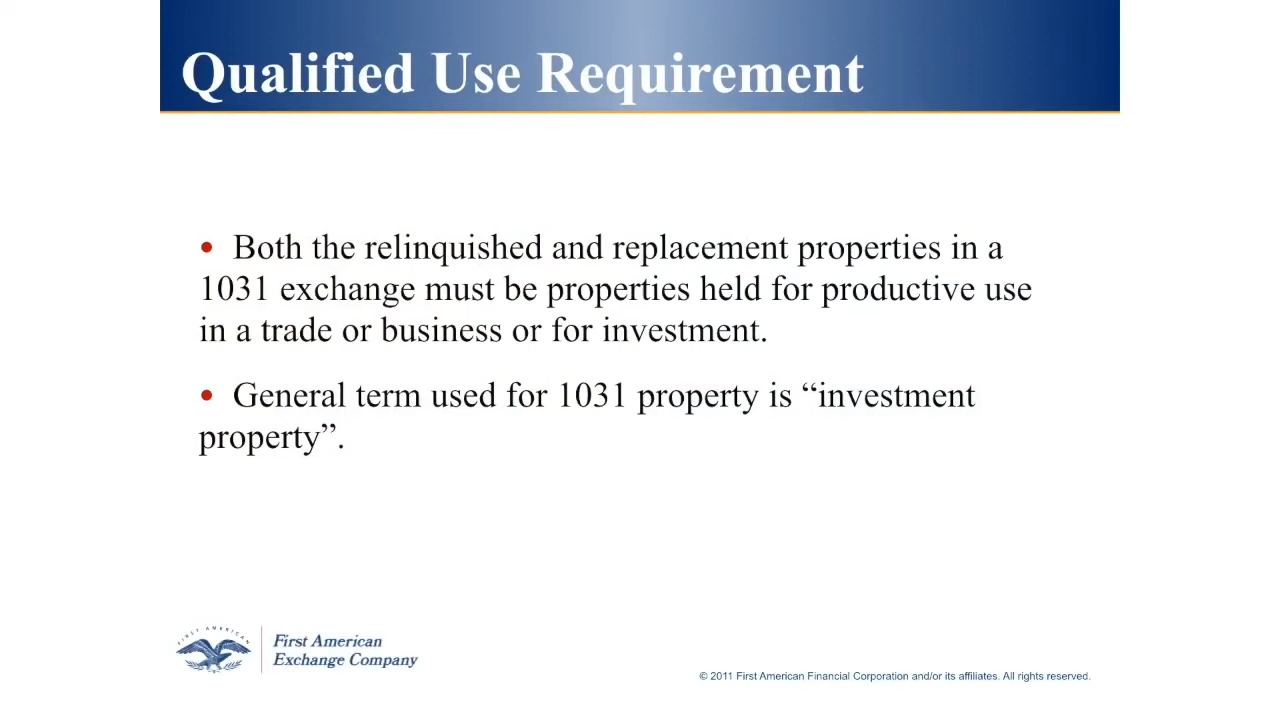 Qualified Use Requirement
• Both the relinquished and replacement properties in a
1031 exchange must be properties held for productive use
in a trade or business or for investment.
• General term used for 1031 property is “investment
property”.
FIRST AMERICAN
First American
Exchange Company
© 2011 First American Financial Corporation and/or its affiliates. All rights reserved.